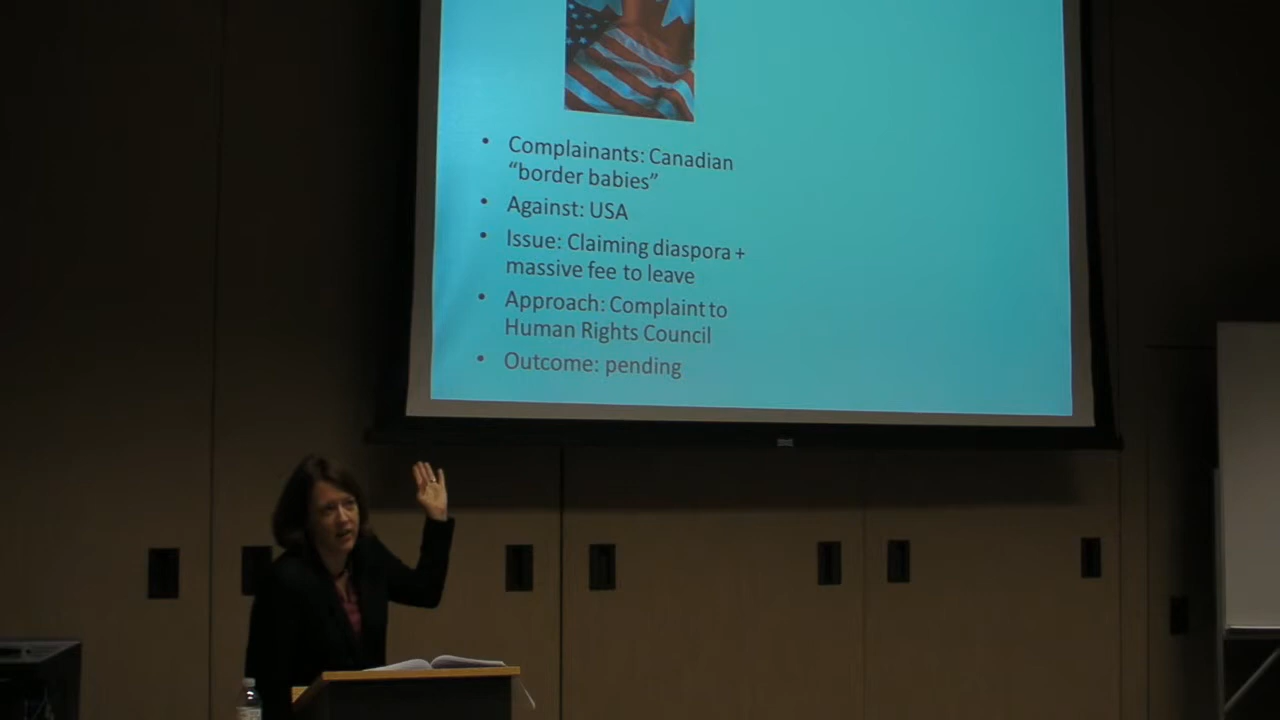 • Complainants: Canadian
“border babies”
• Against: USA
• Issue: Claiming diaspora +
massive fee to leave
• Approach: Complaint to
Human Rights Council
• Outcome: pending